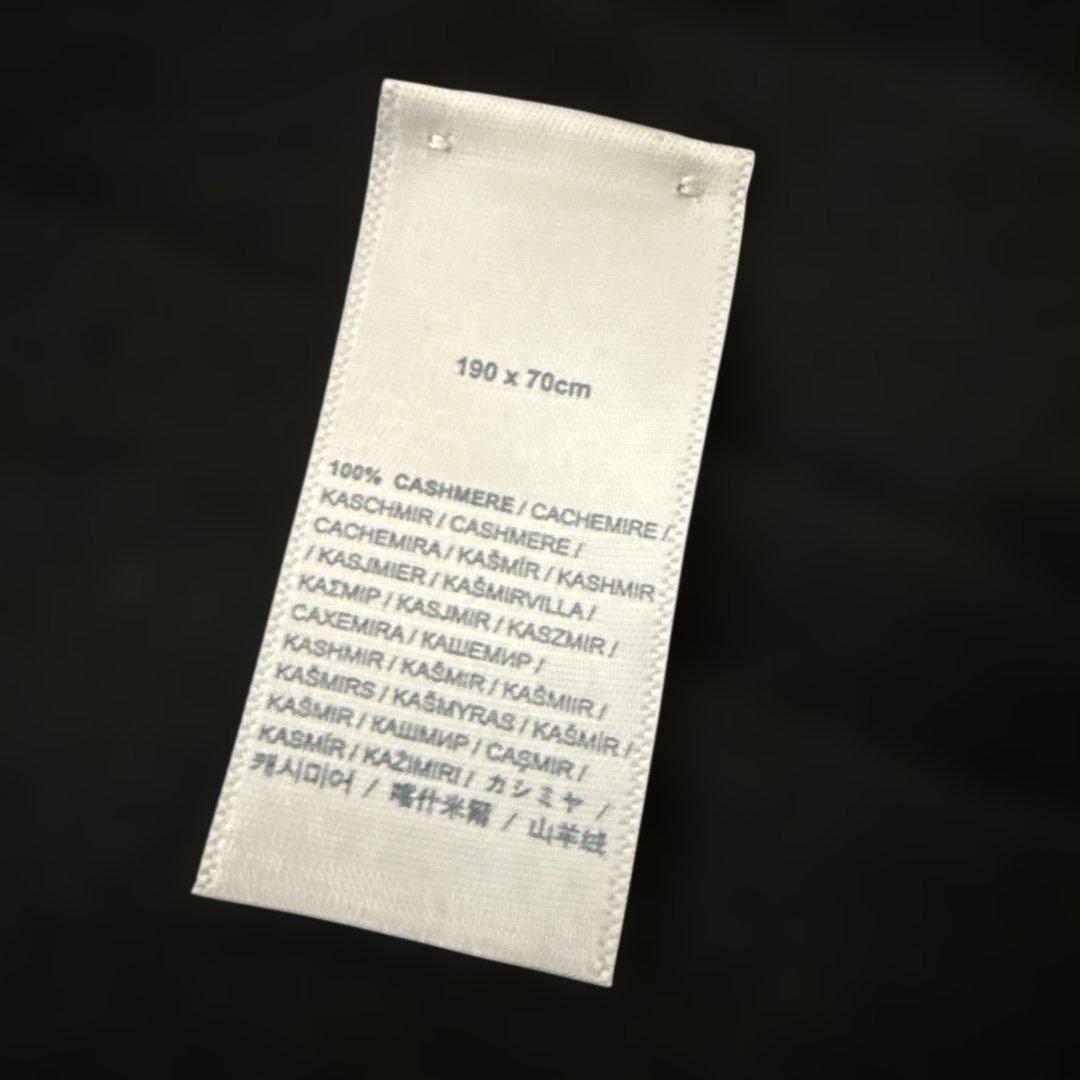 190 x 70cm
100% CASHMERE / CACHEMIRE /
KASCHMIR / CASHMERE /
CACHEMIRA / KAŠMÍR / KASHMIR
/ KASJMIER / KAŠMIRVILLA /
ΚΑΣΜΙΡ / KASJMIR / KASZMIR /
CAXEMIRA / КАШЕМИР /
KASHMIR / KAŠMIR / KAŠMIIR /
KAŠMIRS / KAŠMYRAS / KAŠMÍR /
KAŠMIR / КАШМИР / CAŞMIR /
KASMÍR / KAŽIMIRI / カシミヤ /
캐시미어 / 喀什米爾 / 山羊绒